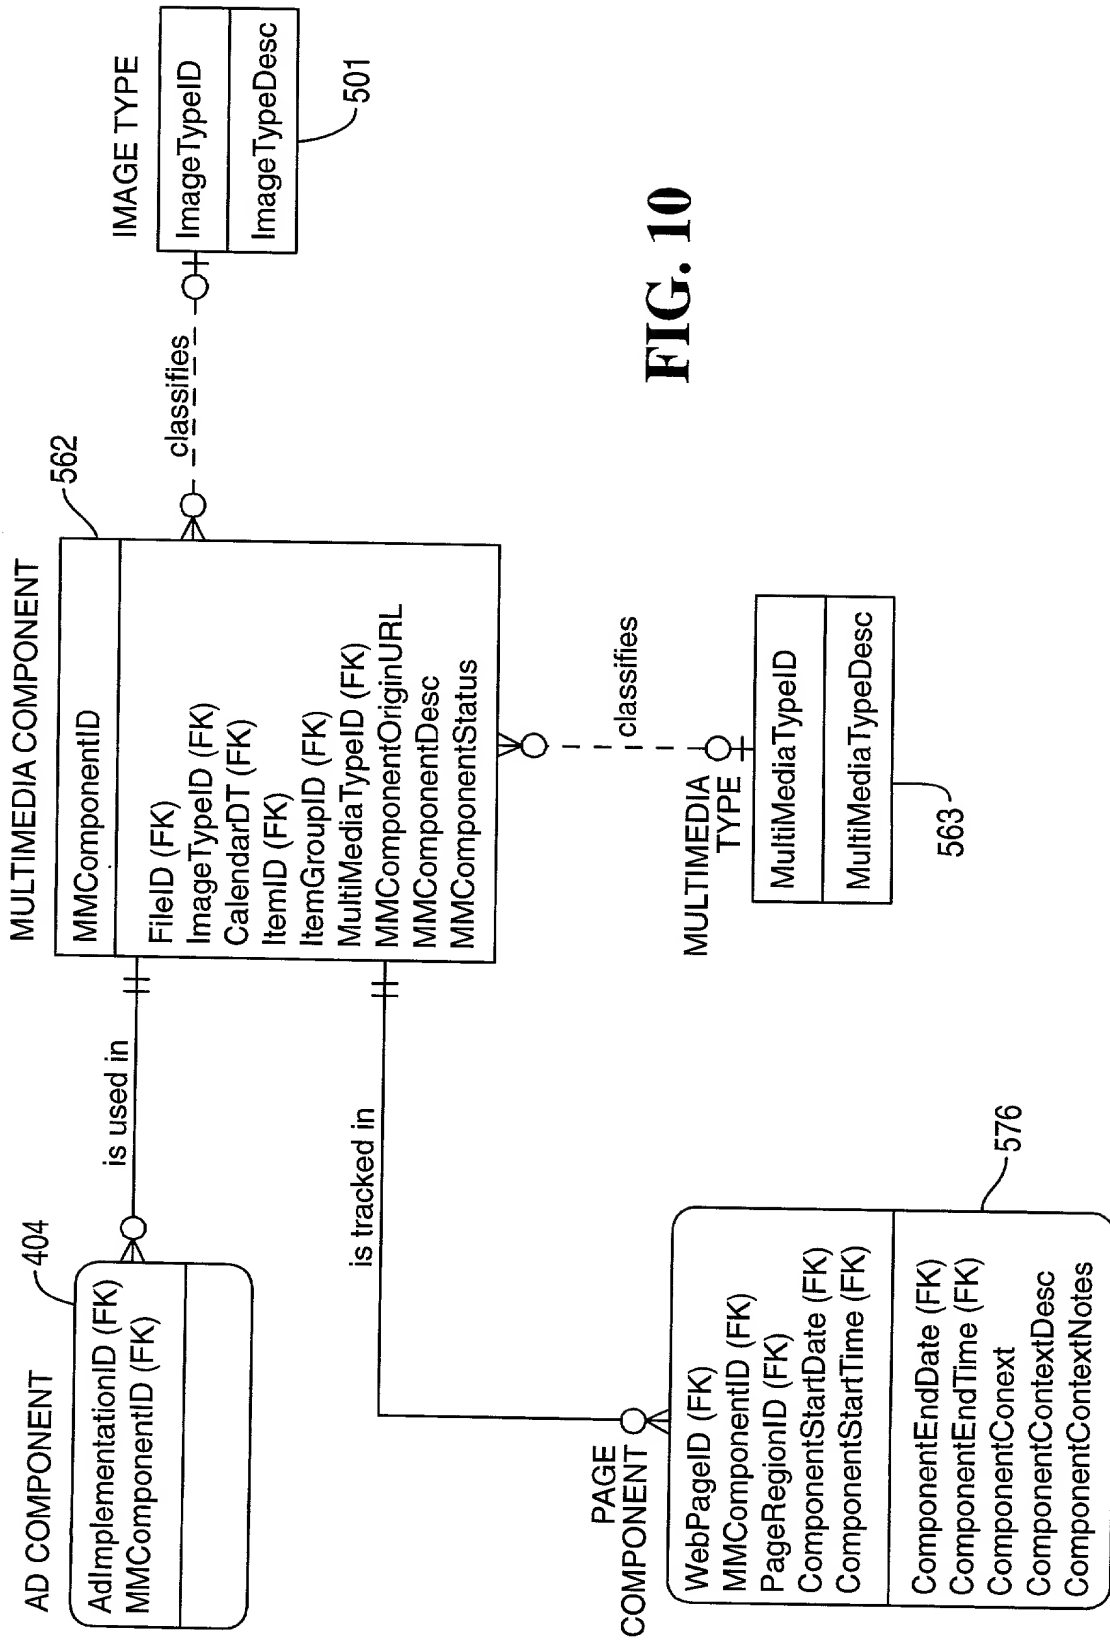 AD COMPONENT
404
AdImplementationID (FK)
MMComponentID (FK)
is used in
MULTIMEDIA COMPONENT
562
MMComponentID
FileID (FK)
ImageTypeID (FK)
CalendarDT (FK)
ItemID (FK)
ItemGroupID (FK)
MultiMediaTypeID (FK)
MMComponentOriginURL
MMComponentDesc
MMComponentStatus
classifies
IMAGE TYPE
ImageTypeID
ImageTypeDesc
501
is tracked in
PAGE
COMPONENT
WebPageID (FK)
MMComponentID (FK)
PageRegionID (FK)
ComponentStartDate (FK)
ComponentStartTime (FK)
ComponentEndDate (FK)
ComponentEndTime (FK)
ComponentConext
ComponentContextDesc
ComponentContextNotes
576
classifies
MULTIMEDIA
TYPE
MultiMediaTypeID
MultiMediaTypeDesc
563
FIG. 10